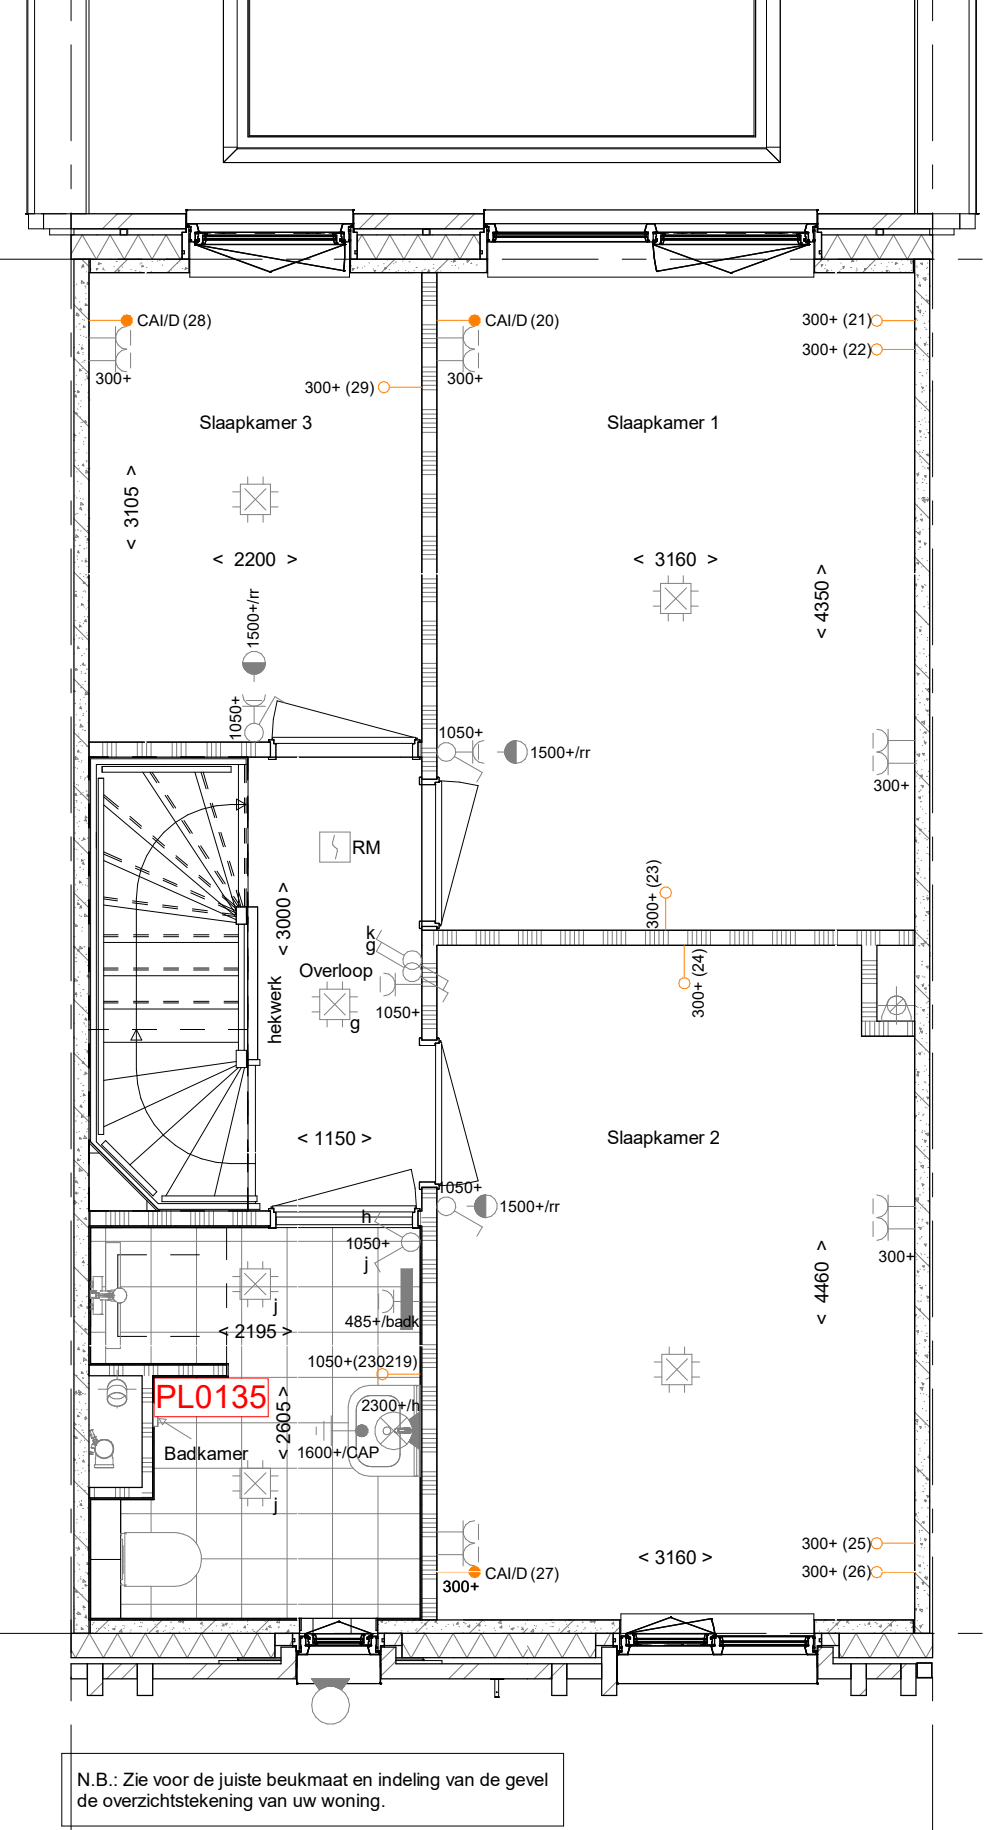 CAI/D (28)
CAI/D (20)
300+ (21)
300+ (22)
300+
300+
300+ (29)
Slaapkamer 3
Slaapkamer 1
< 3105 >
< 2200 >
< 3160 >
< 4350 >
1500+/rr
1050+
1050+
1500+/rr
300+
RM
300+ (23)
< 3000 >
k
g
Overloop
hekwerk
1050+
g
300+ (24)
< 1150 >
Slaapkamer 2
1050+
1500+/rr
h
1050+
j
300+
< 4460 >
j
485+/badk
< 2195 >
1050+(230219)
PL0135
< 2605 >
2300+/h
Badkamer
1600+/CAP
j
300+ (25)
< 3160 >
300+ (26)
CAI/D (27)
300+
N.B.: Zie voor de juiste beukmaat en indeling van de gevel
de overzichtstekening van uw woning.